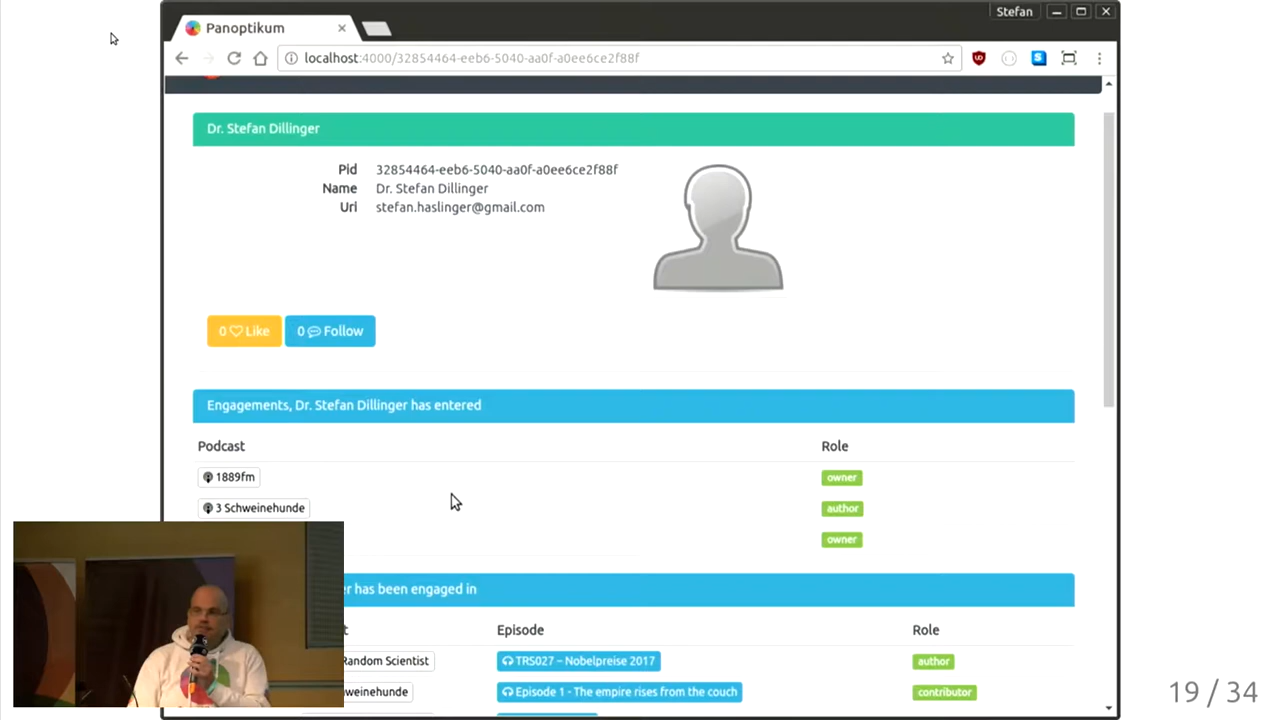 Stefan
Panoptikum
localhost:4000/32854464-eeb6-5040-aa0f-a0ee6ce2f88f
Dr. Stefan Dillinger
Pid 32854464-eeb6-5040-aa0f-a0ee6ce2f88f
Name Dr. Stefan Dillinger
Uri stefan.haslinger@gmail.com
0 Like 0 Follow
Engagements, Dr. Stefan Dillinger has entered
Podcast Role
1889fm owner
3 Schweinehunde author
owner
has been engaged in
Episode Role
Random Scientist TRS027 – Nobelpreise 2017 author
Episode 1 - The empire rises from the couch contributor
19 / 34